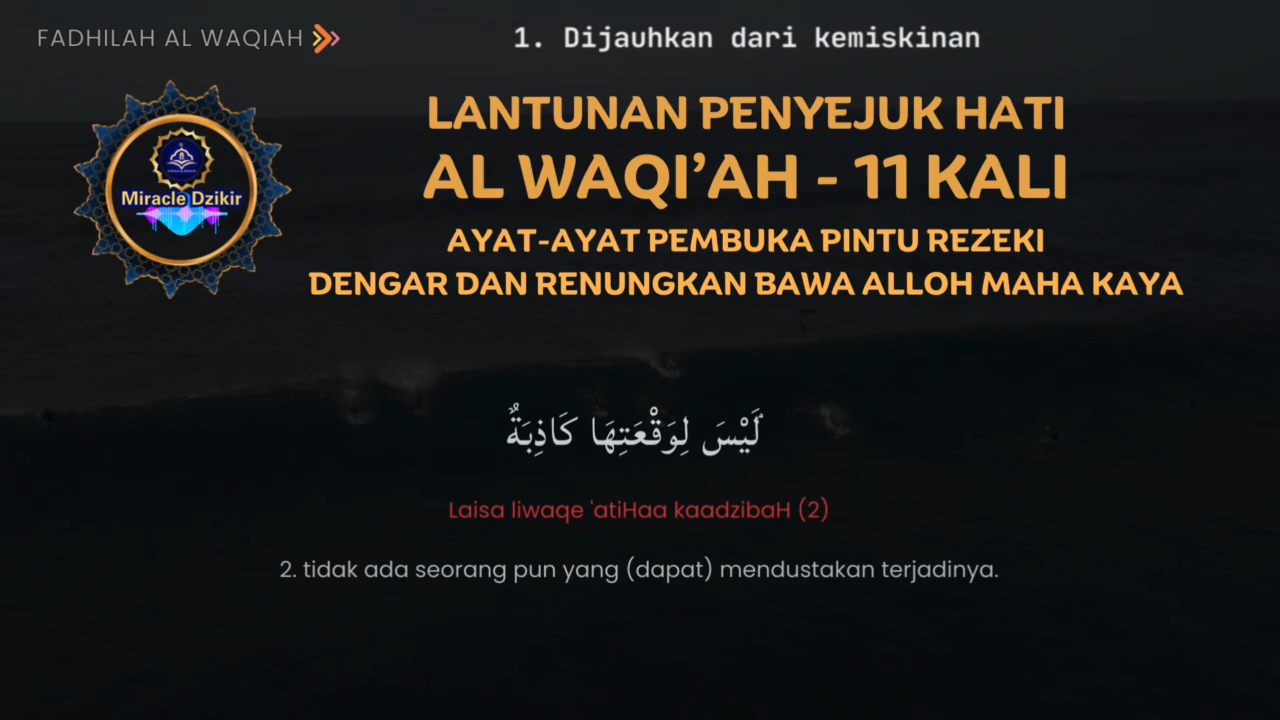 FADHILAH AL WAQIAH
1. Dijauhkan dari kemiskinan
Miracle Dzikir
LANTUNAN PENYEJUK HATI
AL WAQI’AH - 11 KALI
AYAT-AYAT PEMBUKA PINTU REZEKI
DENGAR DAN RENUNGKAN BAWA ALLOH MAHA KAYA
لَيْسَ لِوَقْعَتِهَا كَاذِبَةٌ
Laisa liwaqe 'atiHaa kaadzibaH (2)
2. tidak ada seorang pun yang (dapat) mendustakan terjadinya.